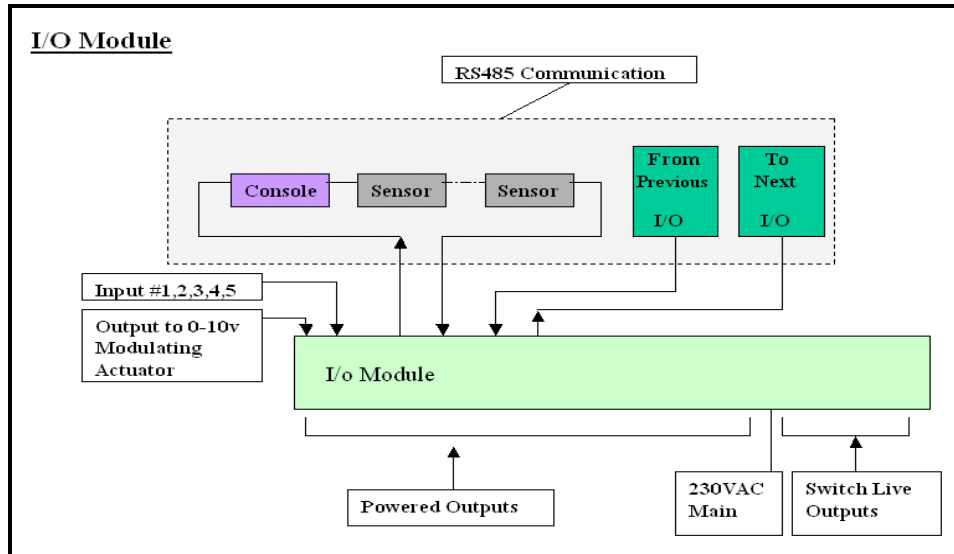 I/O Module
RS485 Communication
Console
Sensor
Sensor
From
Previous
I/O
To
Next
I/O
Input #1,2,3,4,5
Output to 0-10v
Modulating
Actuator
I/o Module
Powered Outputs
230VAC
Main
Switch Live
Outputs